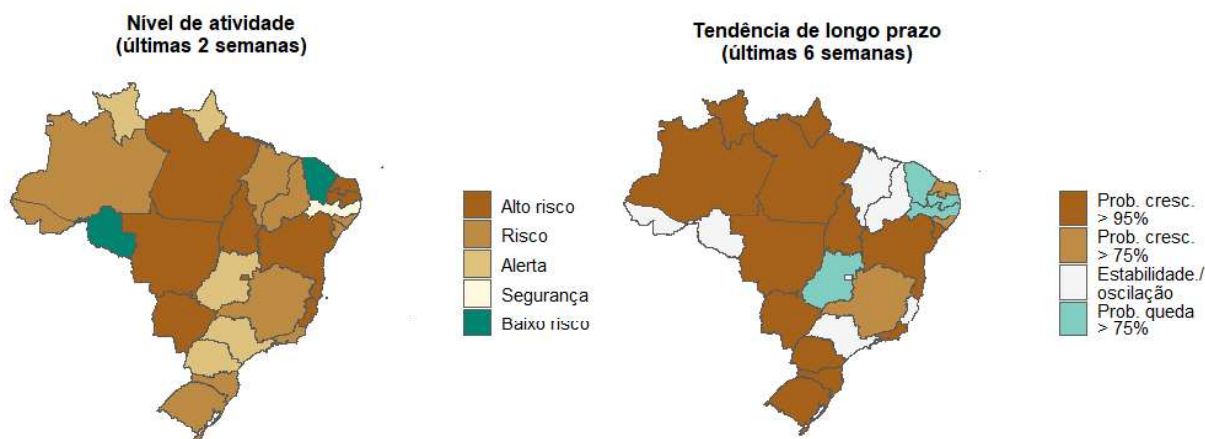 Nível de atividade
(últimas 2 semanas)
Alto risco
Risco
Alerta
Segurança
Baixo risco
Tendência de longo prazo
(últimas 6 semanas)
Prob. cresc.
> 95%
Prob. cresc.
> 75%
Estabilidade./
oscilação
Prob. queda
> 75%